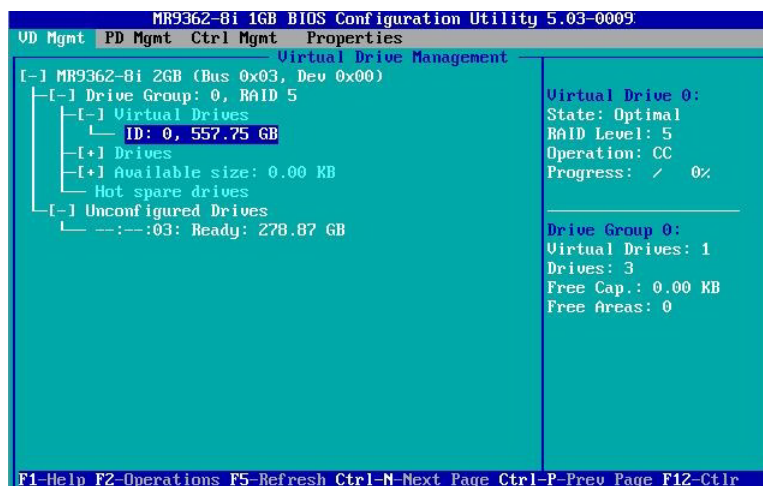 MR9362-8i 1GB BIOS Configuration Utility 5.03-0009
VD Mgmt PD Mgmt Ctrl Mgmt Properties
Virtual Drive Management
[-] MR9362-8i 2GB (Bus 0x03, Dev 0x00)
[-] Drive Group: 0, RAID 5
[-] Virtual Drives
ID: 0, 557.75 GB
[+] Drives
[+] Available size: 0.00 KB
Hot spare drives
[-] Unconfigured Drives
--:--:03: Ready: 278.87 GB
Virtual Drive 0:
State: Optimal
RAID Level: 5
Operation: CC
Progress: / 0%
Drive Group 0:
Virtual Drives: 1
Drives: 3
Free Cap.: 0.00 KB
Free Areas: 0
F1-Help F2-Operations F5-Refresh Ctrl-N-Next Page Ctrl-P-Prev Page F12-Ctlr